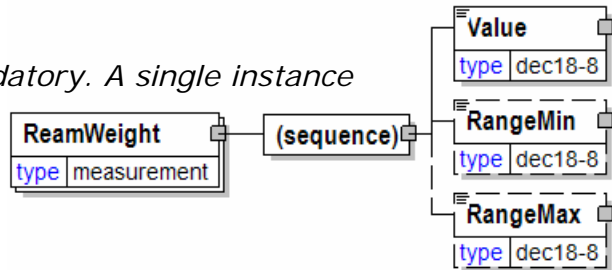 Value
type dec18-8
datory. A single instance
ReamWeight
type measurement
(sequence)
RangeMin
type dec18-8
RangeMax
type dec18-8